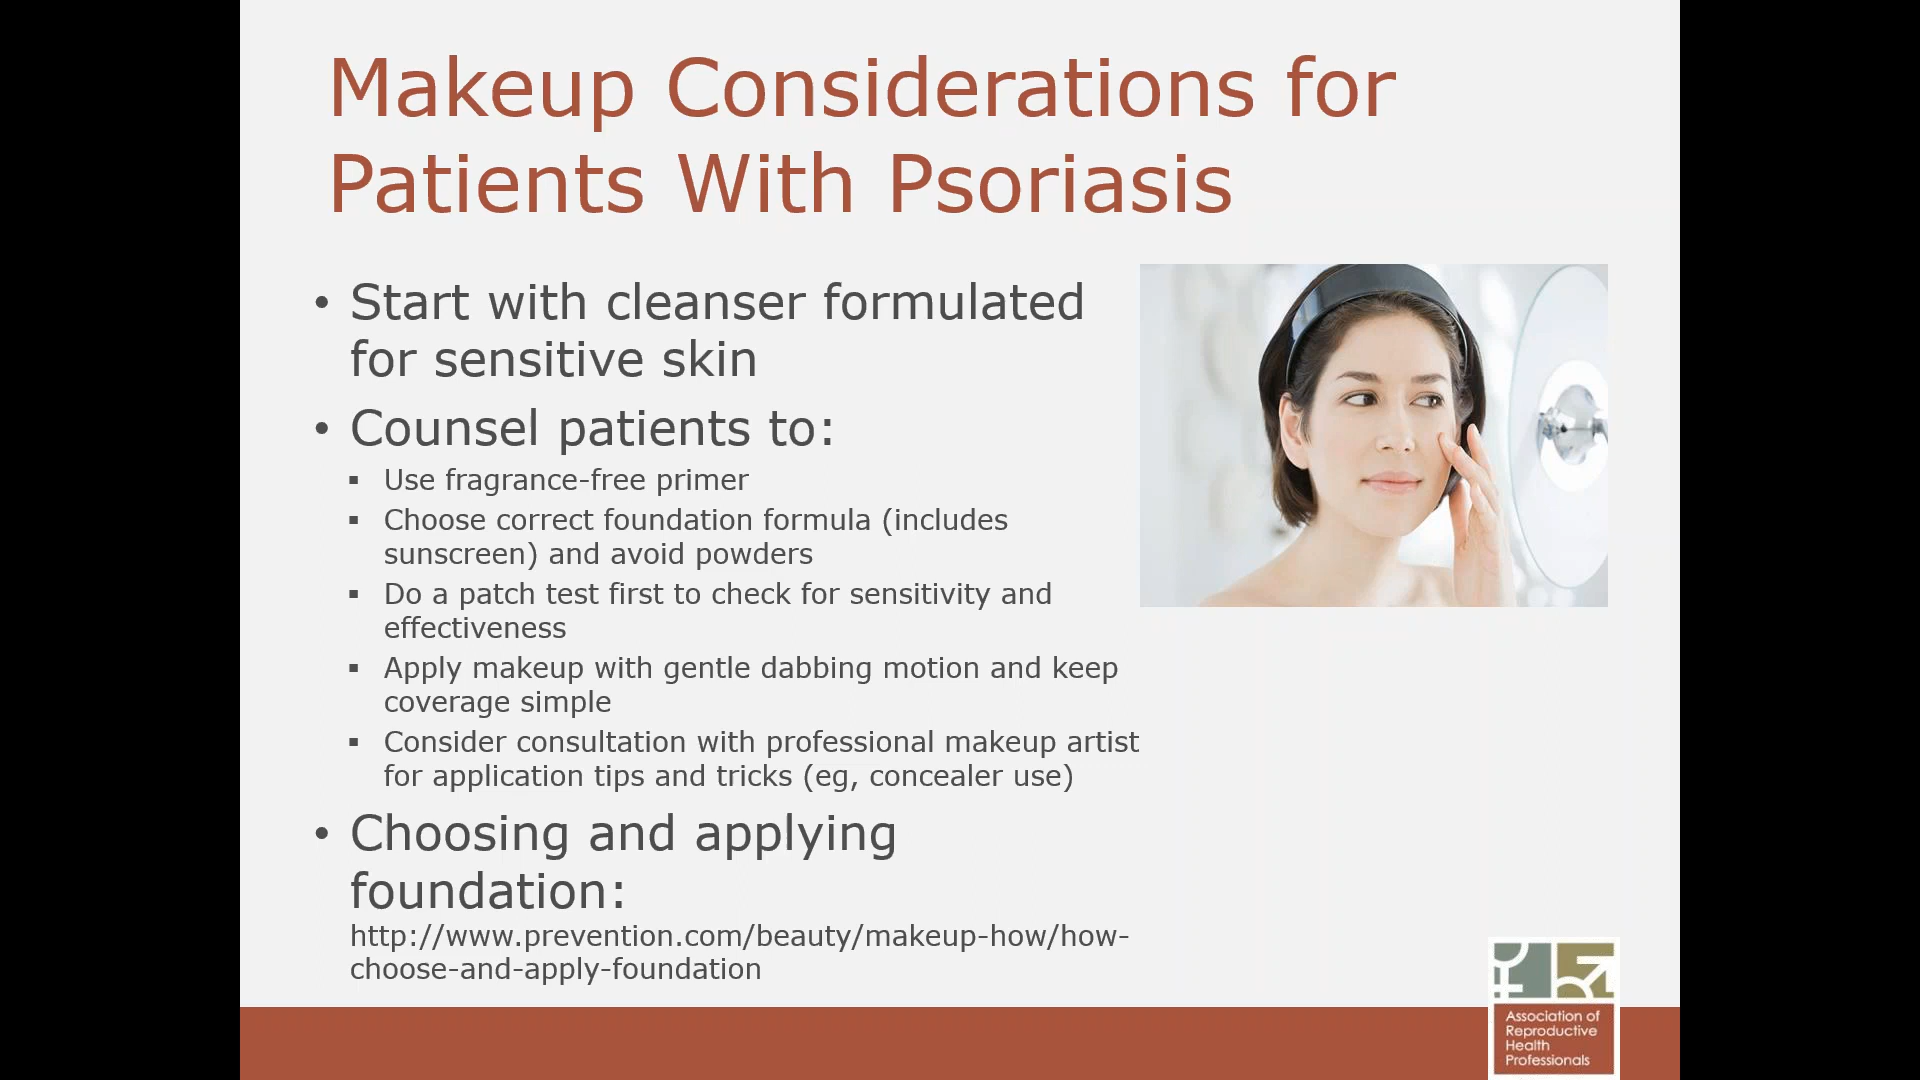 Makeup Considerations for
Patients With Psoriasis
• Start with cleanser formulated
for sensitive skin
• Counsel patients to:
▪ Use fragrance-free primer
▪ Choose correct foundation formula (includes
sunscreen) and avoid powders
▪ Do a patch test first to check for sensitivity and
effectiveness
▪ Apply makeup with gentle dabbing motion and keep
coverage simple
▪ Consider consultation with professional makeup artist
for application tips and tricks (eg, concealer use)
• Choosing and applying
foundation:
http://www.prevention.com/beauty/makeup-how/how-
choose-and-apply-foundation
Association of
Reproductive
Health
Professionals